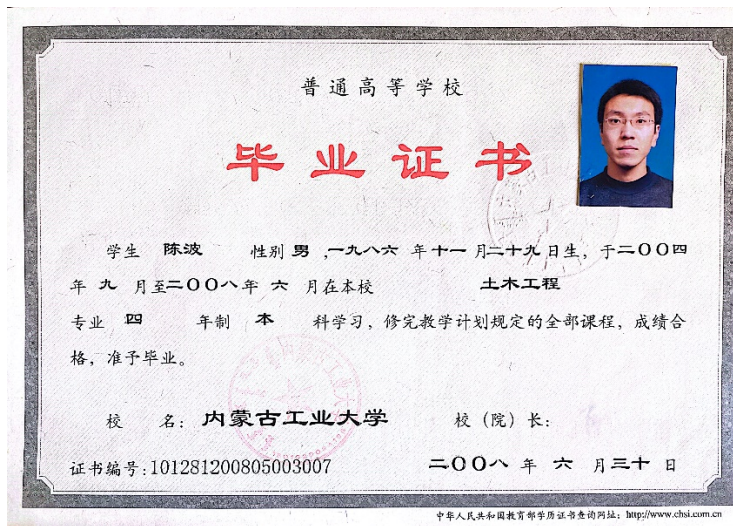 普通高等学校
毕业证书
学生 陈波 性别 男 ,一九八六 年十一 月二十九日生，于二〇〇四
年 九 月至二〇〇八年 六 月在本校 土木工程
专业 四 年制 本 科学习，修完教学计划规定的全部课程，成绩合
格，准予毕业。
校 名：内蒙古工业大学 校（院）长：
证书编号:101281200805003007 二〇〇八 年 六 月三十 日
中华人民共和国教育部学历证书查询网址：http://www.chsi.com.cn